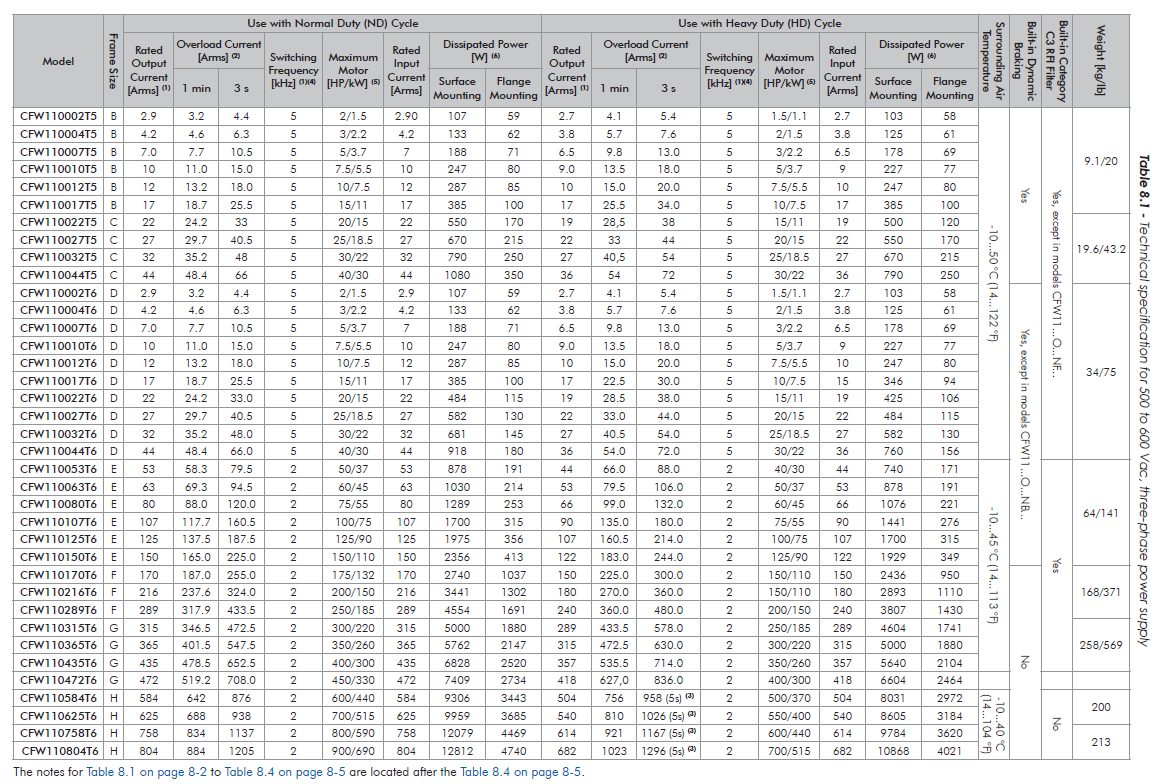 Use with Normal Duty (ND) Cycle Use with Heavy Duty (HD) Cycle
Model Frame Size Rated Output Current [Arms] (1) Overload Current [Arms] (2) 1 min 3 s Switching Frequency [kHz] (1)(4) Maximum Motor [HP/kW] (5) Rated Input Current [Arms] Dissipated Power [W] (6) Surface Mounting Flange Mounting Rated Output Current [Arms] (1) Overload Current [Arms] (2) 1 min 3 s Switching Frequency [kHz] (1)(4) Maximum Motor [HP/kW] (5) Rated Input Current [Arms] Dissipated Power [W] (6) Surface Mounting Flange Mounting Surrounding Air Temperature Built-in Dynamic Braking Built-in Category C3 RFI Filter Weight [kg/lb]
CFW110002T5 B 2.9 3.2 4.4 5 2/1.5 2.90 107 59 2.7 4.1 5.4 5 1.5/1.1 2.7 103 58
CFW110004T5 B 4.2 4.6 6.3 5 3/2.2 4.2 133 62 3.8 5.7 7.6 5 2/1.5 3.8 125 61
CFW110007T5 B 7.0 7.7 10.5 5 5/3.7 7 188 71 6.5 9.8 13.0 5 3/2.2 6.5 178 69
CFW110010T5 B 10 11.0 15.0 5 7.5/5.5 10 247 80 9.0 13.5 18.0 5 5/3.7 9 227 77
CFW110012T5 B 12 13.2 18.0 5 10/7.5 12 287 85 10 15.0 20.0 5 7.5/5.5 10 247 80
CFW110017T5 B 17 18.7 25.5 5 15/11 17 385 100 17 25.5 34.0 5 10/7.5 17 385 100
CFW110022T5 C 22 24.2 33 5 20/15 22 550 170 19 28,5 38 5 15/11 19 500 120
CFW110027T5 C 27 29.7 40.5 5 25/18.5 27 670 215 22 33 44 5 20/15 22 550 170
CFW110032T5 C 32 35.2 48 5 30/22 32 790 250 27 40,5 54 5 25/18.5 27 670 215
CFW110044T5 C 44 48.4 66 5 40/30 44 1080 350 36 54 72 5 30/22 36 790 250
CFW110002T6 D 2.9 3.2 4.4 5 2/1.5 2.9 107 59 2.7 4.1 5.4 5 1.5/1.1 2.7 103 58
CFW110004T6 D 4.2 4.6 6.3 5 3/2.2 4.2 133 62 3.8 5.7 7.6 5 2/1.5 3.8 125 61
CFW110007T6 D 7.0 7.7 10.5 5 5/3.7 7 188 71 6.5 9.8 13.0 5 3/2.2 6.5 178 69
CFW110010T6 D 10 11.0 15.0 5 7.5/5.5 10 247 80 9.0 13.5 18.0 5 5/3.7 9 227 77
CFW110012T6 D 12 13.2 18.0 5 10/7.5 12 287 85 10 15.0 20.0 5 7.5/5.5 10 247 80
CFW110017T6 D 17 18.7 25.5 5 15/11 17 385 100 17 22.5 30.0 5 10/7.5 15 346 94
CFW110022T6 D 22 24.2 33.0 5 20/15 22 484 115 19 28.5 38.0 5 15/11 19 425 106
CFW110027T6 D 27 29.7 40.5 5 25/18.5 27 582 130 22 33.0 44.0 5 20/15 22 484 115
CFW110032T6 D 32 35.2 48.0 5 30/22 32 681 145 27 40.5 54.0 5 25/18.5 27 582 130
CFW110044T6 D 44 48.4 66.0 5 40/30 44 918 180 36 54.0 72.0 5 30/22 36 760 156
CFW110053T6 E 53 58.3 79.5 2 50/37 53 878 191 44 66.0 88.0 2 40/30 44 740 171
CFW110063T6 E 63 69.3 94.5 2 60/45 63 1030 214 53 79.5 106.0 2 50/37 53 878 191
CFW110080T6 E 80 88.0 120.0 2 75/55 80 1289 253 66 99.0 132.0 2 60/45 66 1076 221
CFW110107T6 E 107 117.7 160.5 2 100/75 107 1700 315 90 135.0 180.0 2 75/55 90 1441 276
CFW110125T6 E 125 137.5 187.5 2 125/90 125 1975 356 107 160.5 214.0 2 100/75 107 1700 315
CFW110150T6 E 150 165.0 225.0 2 150/110 150 2356 413 122 183.0 244.0 2 125/90 122 1929 349
CFW110170T6 F 170 187.0 255.0 2 175/132 170 2740 1037 150 225.0 300.0 2 150/110 150 2436 950
CFW110216T6 F 216 237.6 324.0 2 200/150 216 3441 1302 180 270.0 360.0 2 150/110 180 2893 1110
CFW110289T6 F 289 317.9 433.5 2 250/185 289 4554 1691 240 360.0 480.0 2 200/150 240 3807 1430
CFW110315T6 G 315 346.5 472.5 2 300/220 315 5000 1880 289 433.5 578.0 2 250/185 289 4604 1741
CFW110365T6 G 365 401.5 547.5 2 350/260 365 5762 2147 315 472.5 630.0 2 300/220 315 5000 1880
CFW110435T6 G 435 478.5 652.5 2 400/300 435 6828 2520 357 535.5 714.0 2 350/260 357 5640 2104
CFW110472T6 G 472 519.2 708.0 2 450/330 472 7409 2734 418 627,0 836.0 2 400/300 418 6604 2464
CFW110584T6 H 584 642 876 2 600/440 584 9306 3443 504 756 958 (5s) (3) 2 500/370 504 8031 2972
CFW110625T6 H 625 688 938 2 700/515 625 9959 3685 540 810 1026 (5s) (3) 2 550/400 540 8605 3184
CFW110758T6 H 758 834 1137 2 800/590 758 12079 4469 614 921 1167 (5s) (3) 2 600/440 614 9784 3620
CFW110804T6 H 804 884 1205 2 900/690 804 12812 4740 682 1023 1296 (5s) (3) 2 700/515 682 10868 4021
-10...50 °C (14... 122 °F)
-10...45 °C (14... 113 °F)
-10...40 °C (14...104 °F)
Yes
Yes, except in models CFW11...O...NB...
No
Yes, except in models CFW11...O...NF...
Yes
No
9.1/20
19.6/43.2
34/75
64/141
168/371
258/569
200
213
Table 8.1 - Technical specification for 500 to 600 Vac, three-phase power supply
The notes for Table 8.1 on page 8-2 to Table 8.4 on page 8-5 are located after the Table 8.4 on page 8-5.